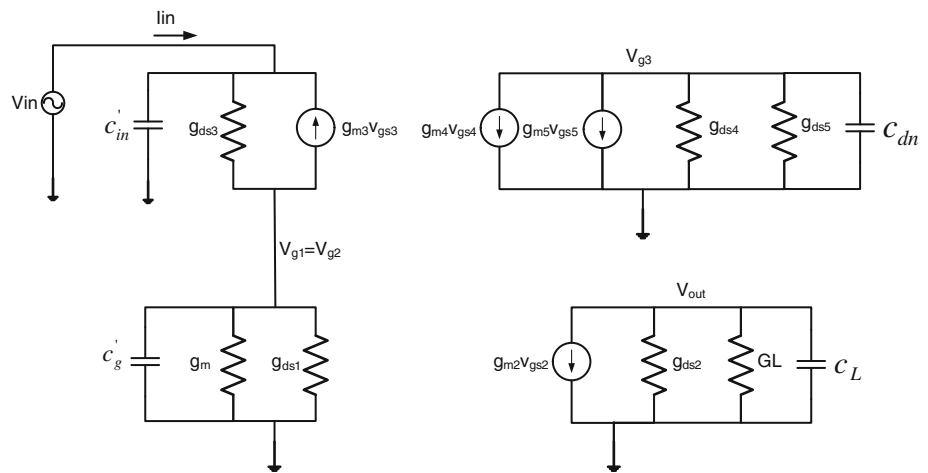 Iin
Vin
c'in
gds3
gm3vgs3
Vg1=Vg2
c'g
gm
gds1
Vg3
gm4vgs4
gm5vgs5
gds4
gds5
cdn
Vout
gm2vgs2
gds2
GL
cL